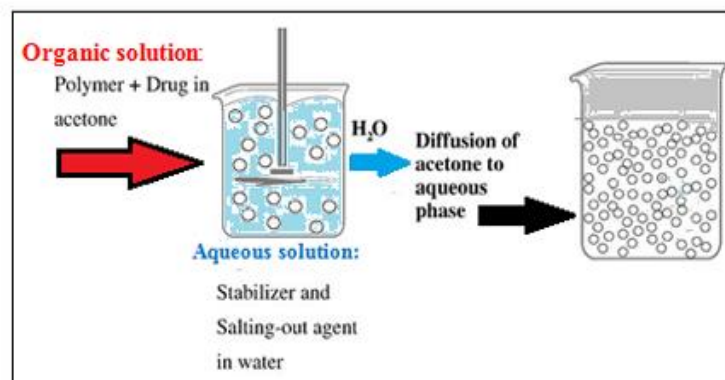 Organic solution:
Polymer + Drug in
acetone
H₂O
Diffusion of
acetone to
aqueous
phase
Aqueous solution:
Stabilizer and
Salting-out agent
in water